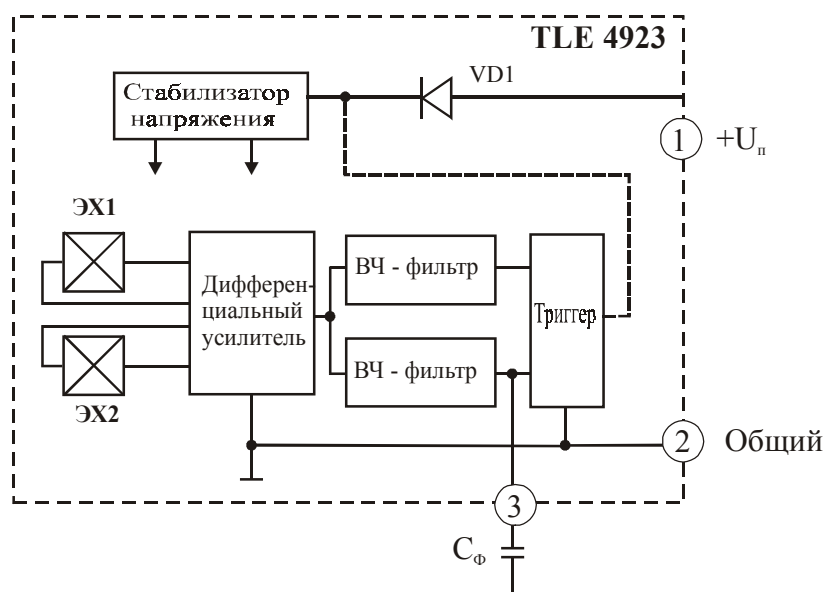 TLE 4923
VD1
Стабилизатор
напряжения
1
+Uп
ЭХ1
Дифферен-
циальный
усилитель
ВЧ - фильтр
Триггер
ВЧ - фильтр
ЭХ2
2
Общий
3
CФ